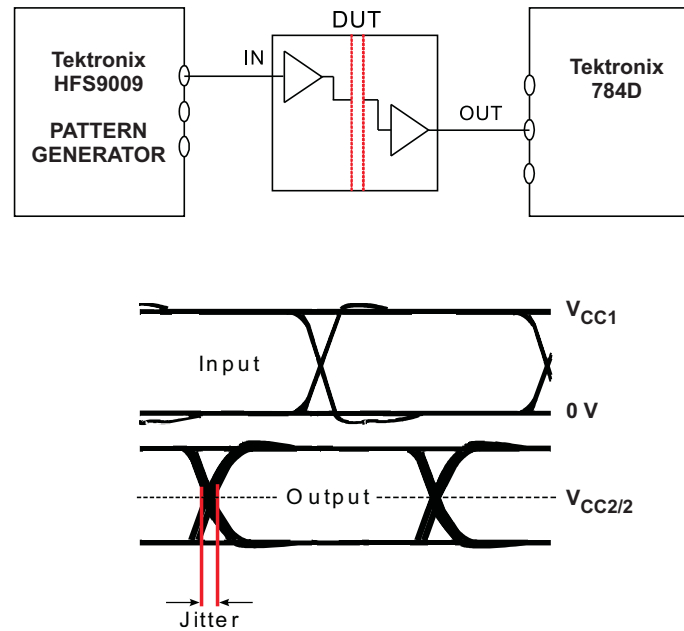 DUT
Tektronix
HFS9009
PATTERN
GENERATOR
IN
OUT
Tektronix
784D
Input
VCC1
0 V
Output
VCC2/2
Jitter